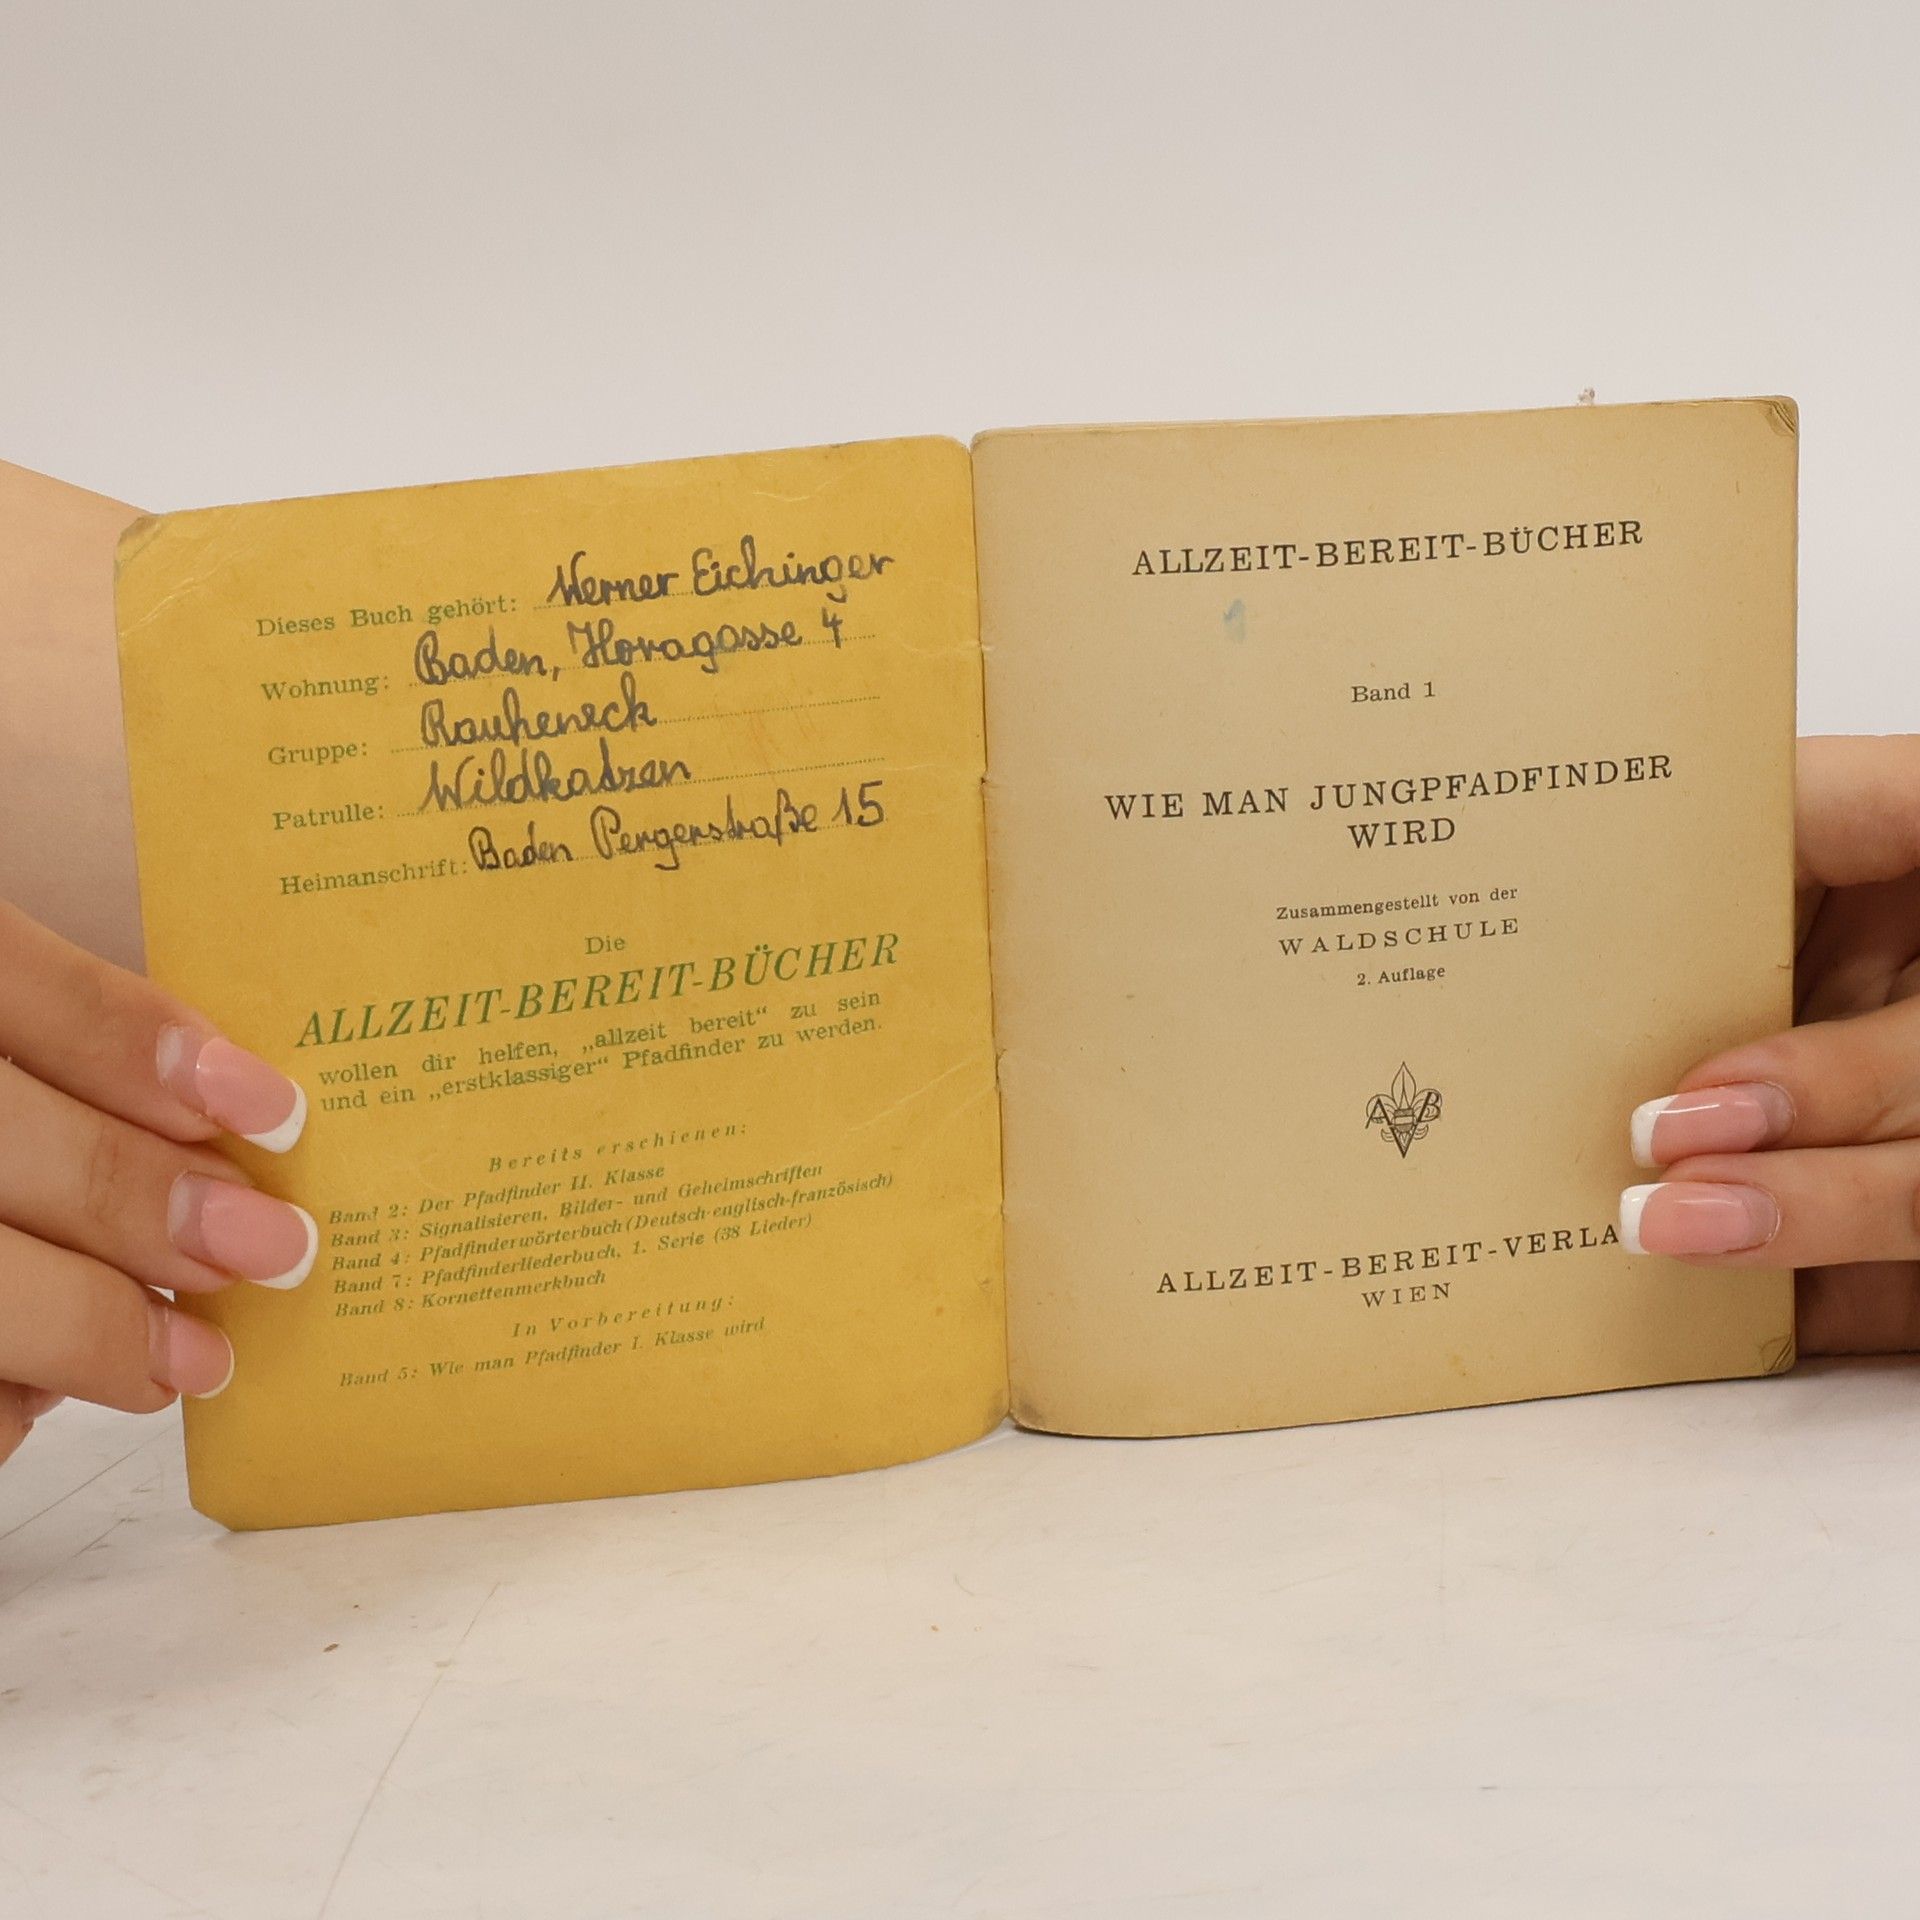 Dieses Buch gehört: Werner Eichinger
Wohnung: Baden, Horagasse 4
Gruppe: Rauheneck
Patrulle: Wildkatzen
Heimanschrift: Baden Pergerstraße 15
Die
ALLZEIT-BEREIT-BÜCHER
wollen dir helfen, „allzeit bereit“ zu sein
und ein „erstklassiger“ Pfadfinder zu werden.
Bereits erschienen:
Band 2: Der Pfadfinder II. Klasse
Band 3: Signalisieren, Bilder- und Geheimschriften
Band 4: Pfadfinderwörterbuch (Deutsch-englisch-französisch)
Band 7: Pfadfinderliederbuch, 1. Serie (38 Lieder)
Band 8: Kornettenmerkbuch
In Vorbereitung:
Band 5: Wie man Pfadfinder I. Klasse wird
ALLZEIT-BEREIT-BÜCHER
Band 1
WIE MAN JUNGPFADFINDER
WIRD
Zusammengestellt von der
WALDSCHULE
2. Auflage
A B
ALLZEIT-BEREIT-VERLA
WIEN